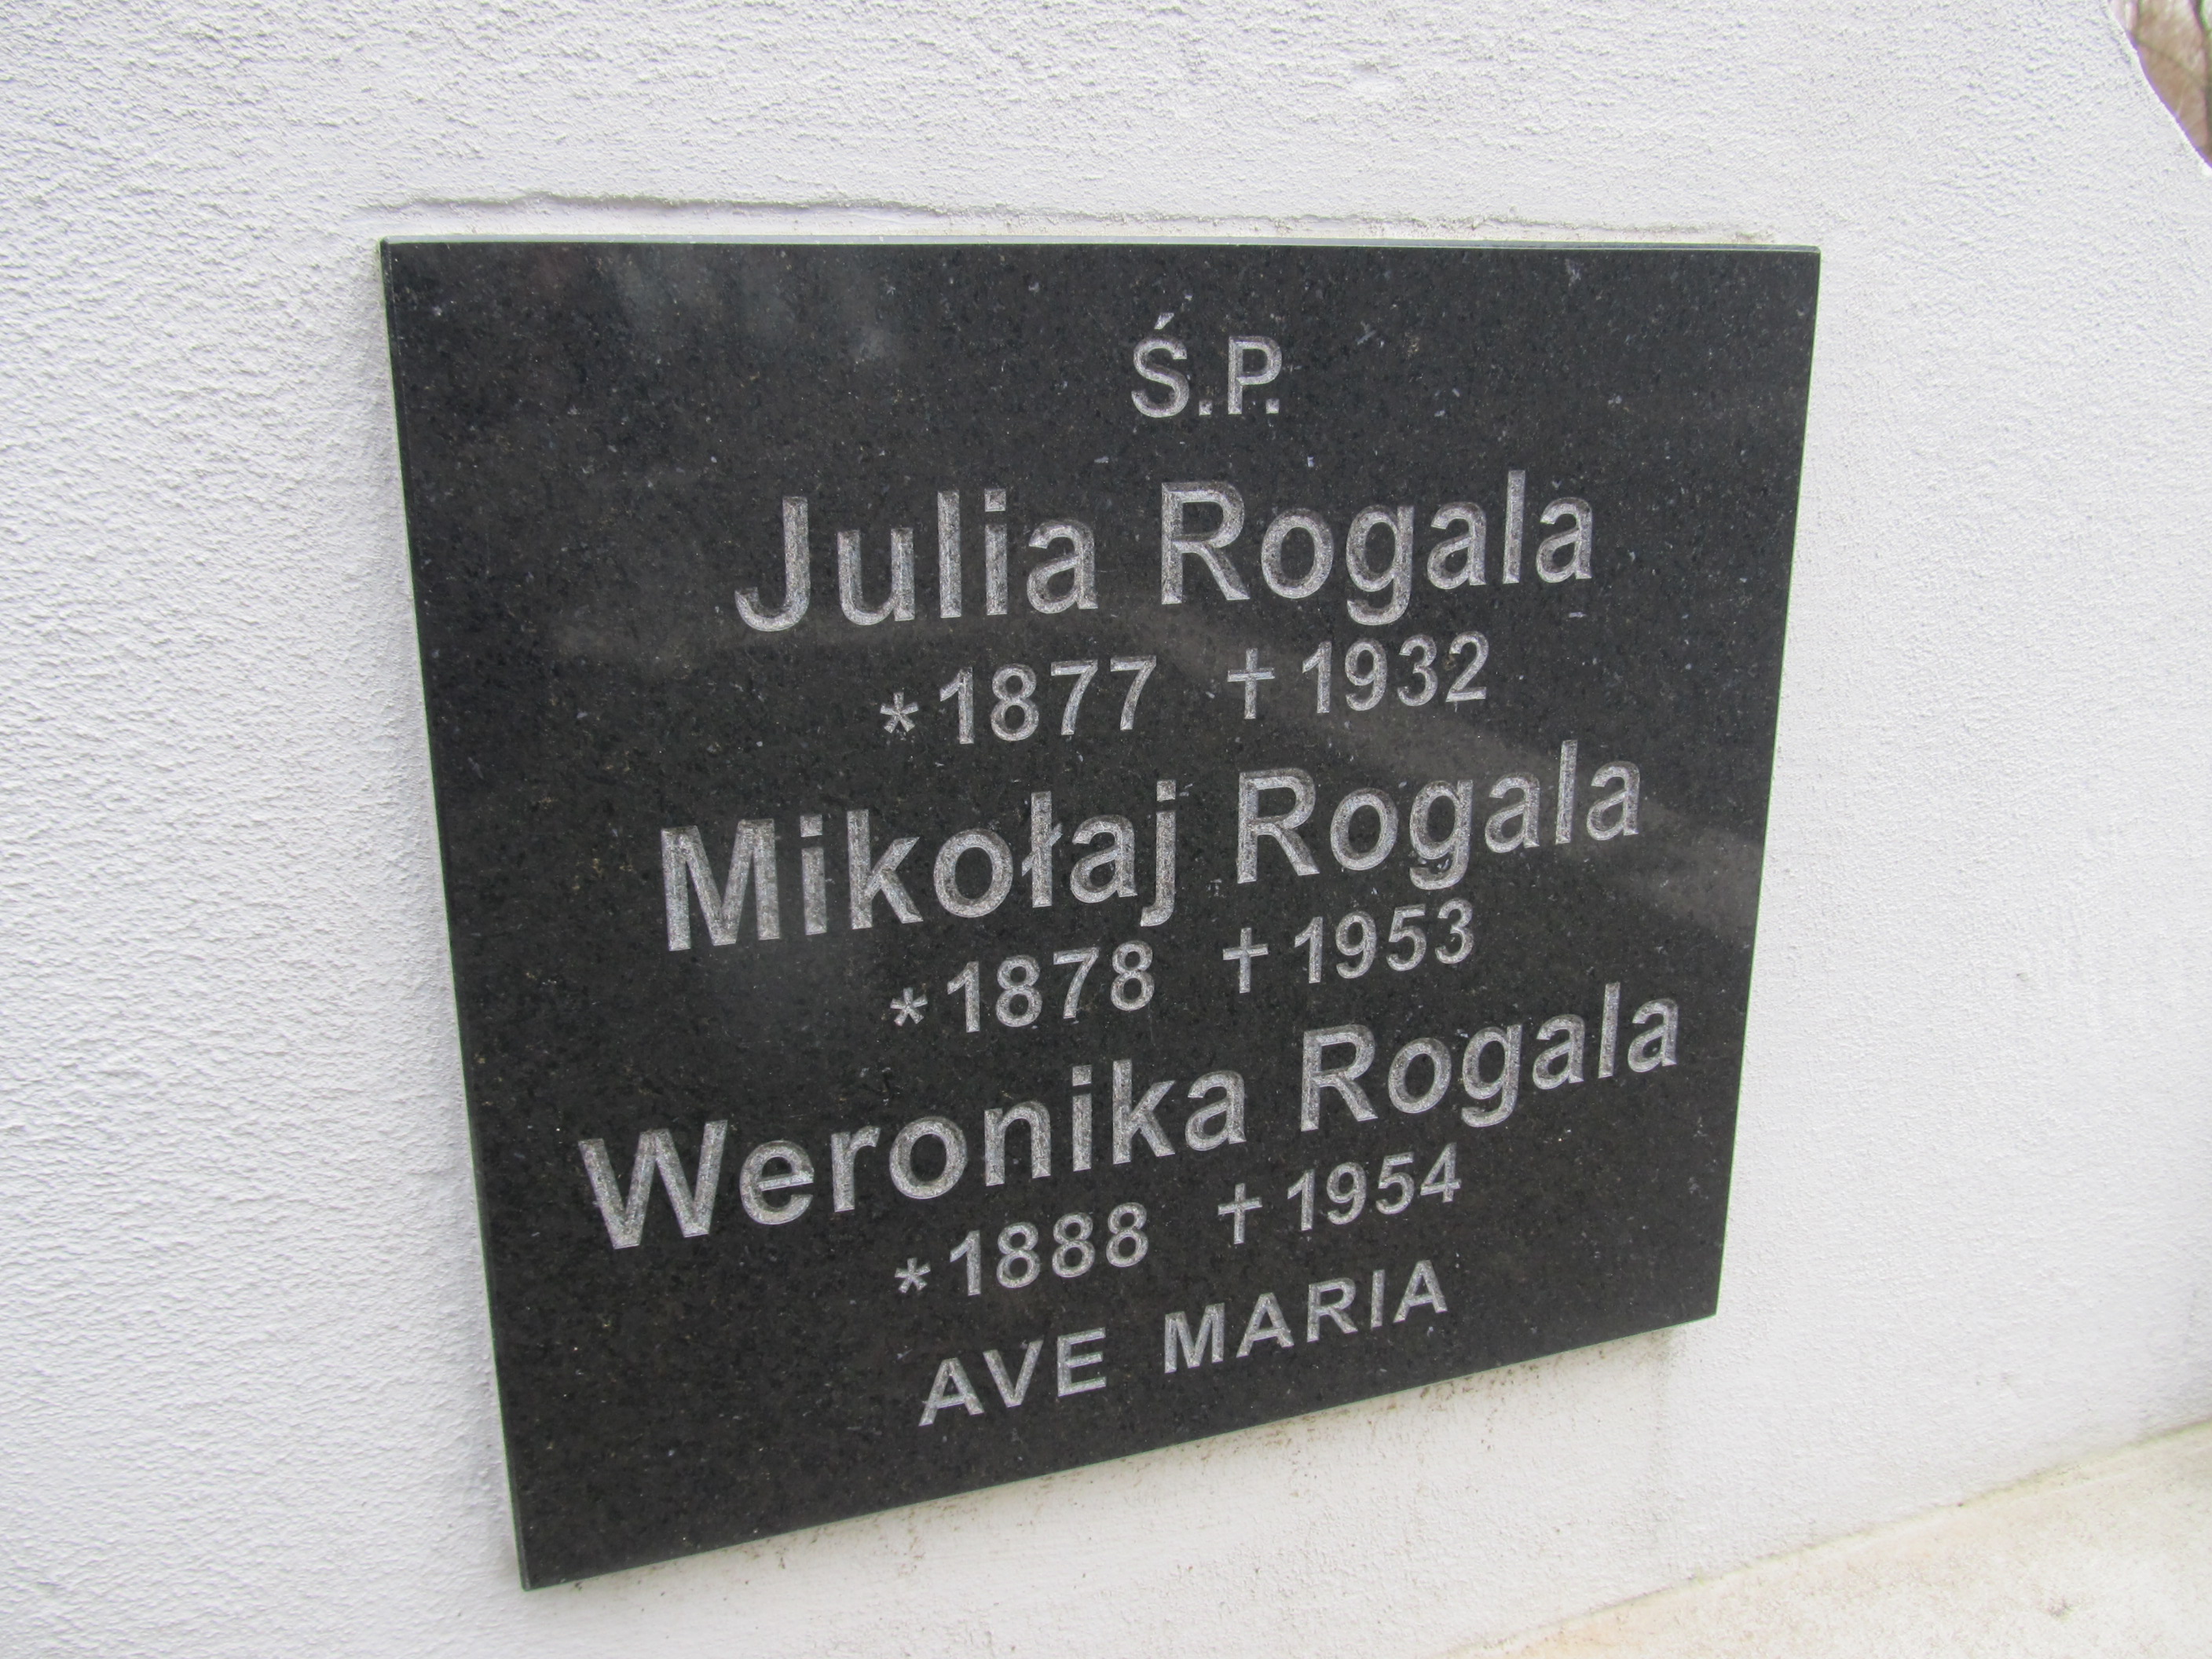 Ś.P.
Julia Rogala
*1877 †1932
Mikołaj Rogala
*1878 †1953
Weronika Rogala
*1888 †1954
AVE MARIA